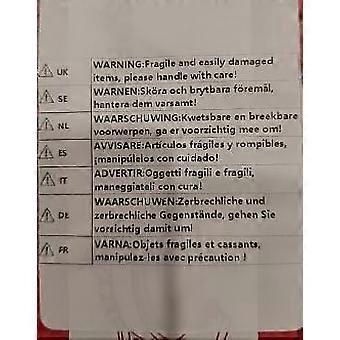 UK WARNING:Fragile and easily damaged
items, please handle with care!
SE WARNEN:Sköra och brytbara föremål,
hantera dem varsamt!
NL WAARSCHUWING:Kwetsbare en breekbare
voorwerpen, ga er voorzichtig mee om!
ES AVVISARE:Artículos frágiles y rompibles,
¡manipúlelos con cuidado!
IT ADVERTIR:Oggetti fragili e fragili,
maneggiatali con cura!
DE WAARSCHUWEN:Zerbrechliche und
zerbrechliche Gegenstände, gehen Sie
vorsichtig damit um!
FR VARNA:Objets fragiles et cassants,
manipulez-les avec précaution !